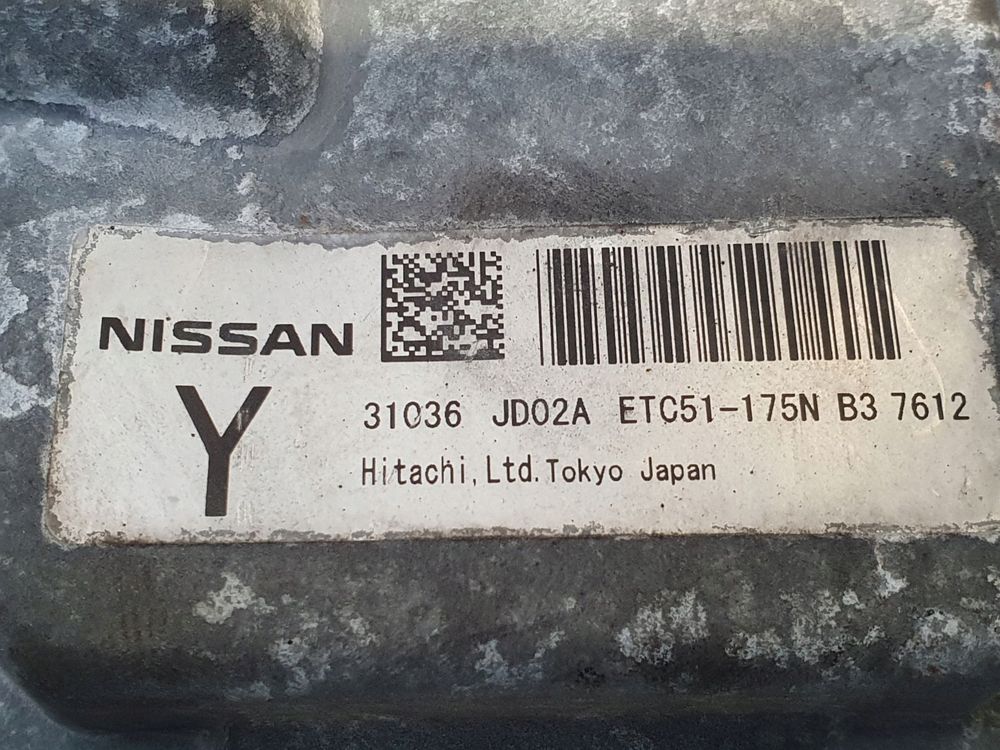 NISSAN
Y
31036 JD02A ETC51-175N B3 7612
Hitachi, Ltd. Tokyo Japan